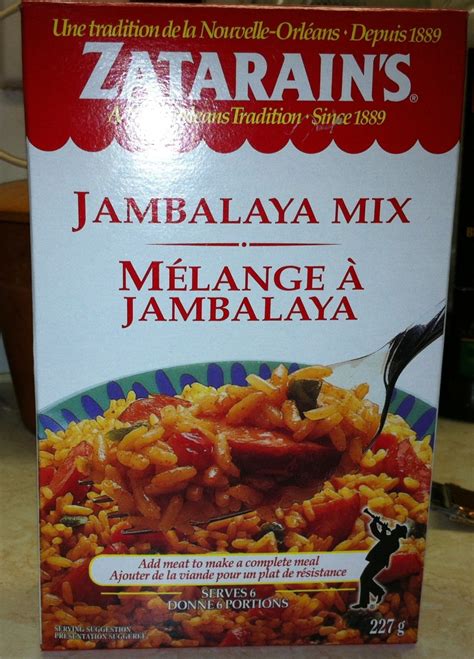 Une tradition de la Nouvelle-Orléans · Depuis 1889
ZATARAIN'S®
Tradition · Since 1889
JAMBALAYA MIX
MÉLANGE À
JAMBALAYA
Add meat to make a complete meal
Ajouter de la viande pour un plat de résistance
SERVES 6
DONNE 6 PORTIONS
SERVING SUGGESTION
PRÉSENTATION SUGGÉRÉE
227 g